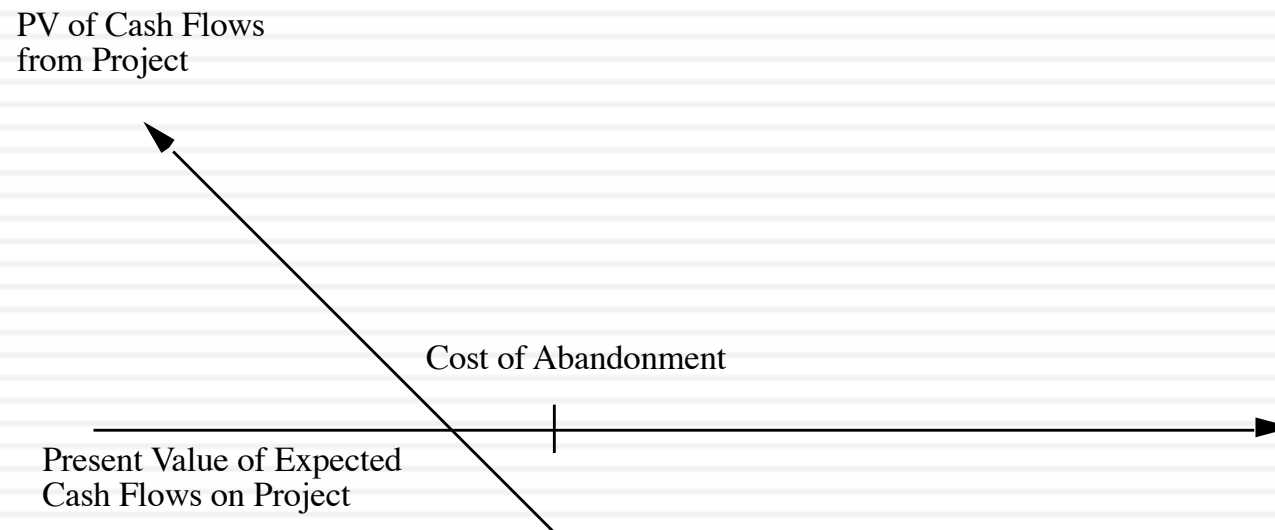 PV of Cash Flows
from Project
Cost of Abandonment
Present Value of Expected
Cash Flows on Project